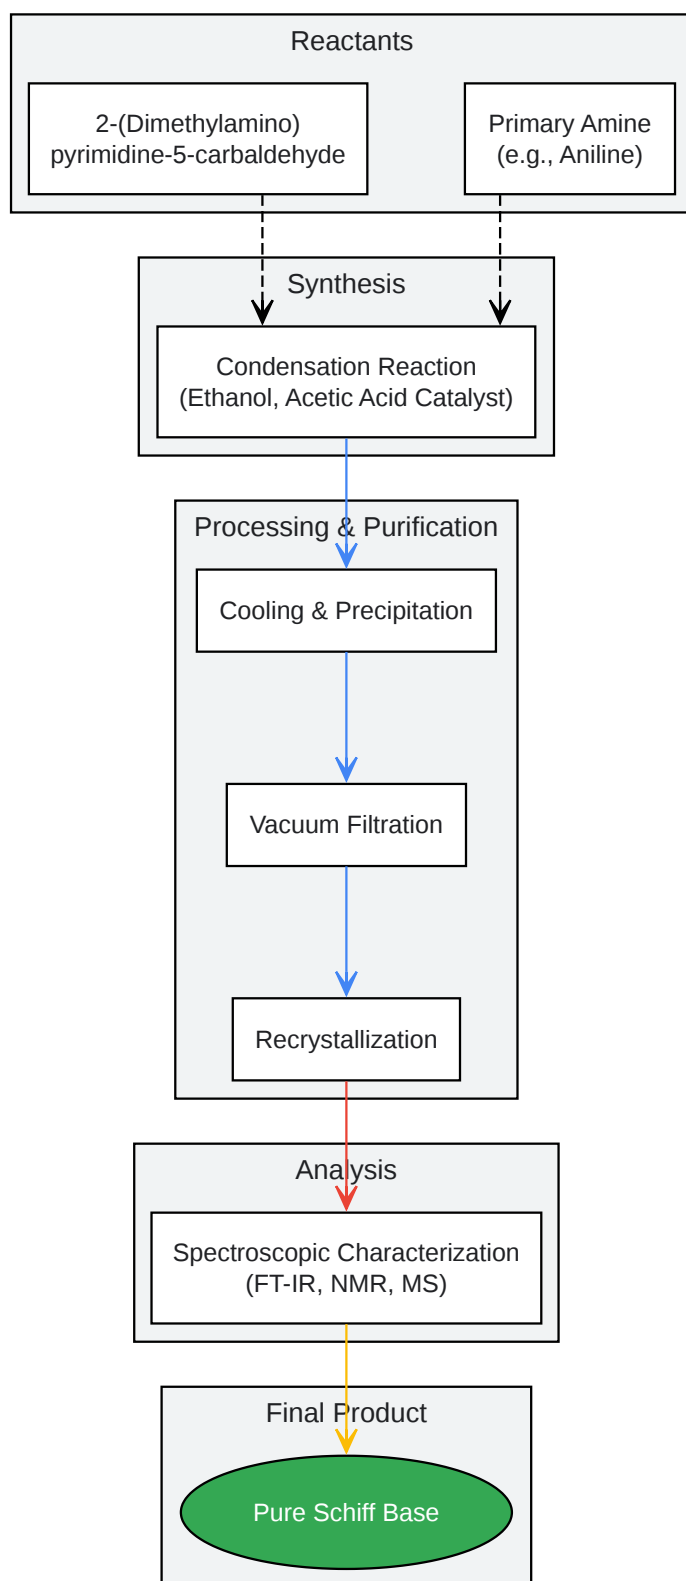 Reactants
2-(Dimethylamino)
pyrimidine-5-carbaldehyde
Primary Amine
(e.g., Aniline)
Synthesis
Condensation Reaction
(Ethanol, Acetic Acid Catalyst)
Processing & Purification
Cooling & Precipitation
Vacuum Filtration
Recrystallization
Analysis
Spectroscopic Characterization
(FT-IR, NMR, MS)
Final Product
Pure Schiff Base